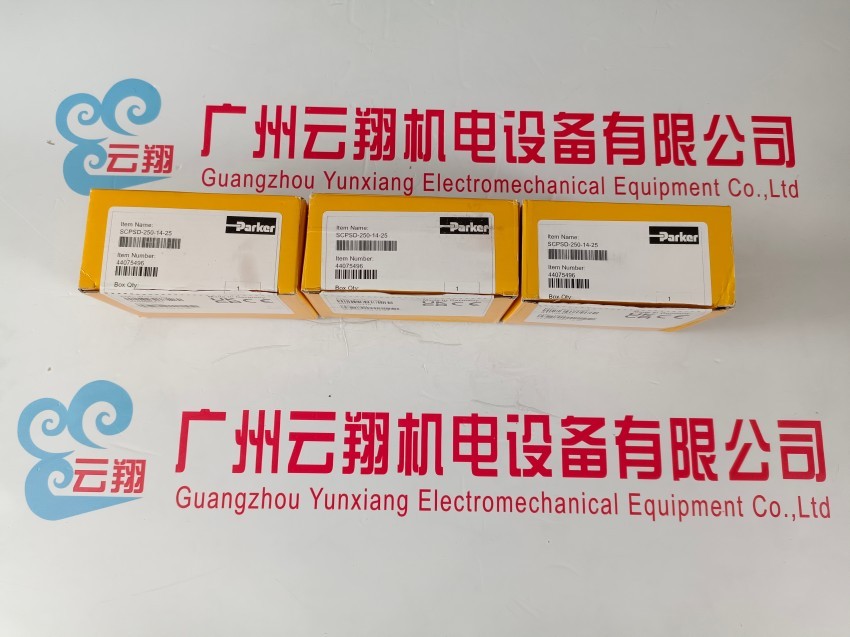 云翔
广州云翔机电设备有限公司
Guangzhou Yunxiang Electromechanical Equipment Co.,Ltd
Item Name:
SCPSD-250-14-25
Parker
Item Number:
44075496
Box Qty: 1
Item Name:
SCPSD-250-14-25
Parker
Item Number:
44075496
Box Qty: 1
Item Name:
SCPSD-250-14-25
Parker
Item Number:
44075496
Box Qty: 1
云翔
广州云翔机电设备有限公司
Guangzhou Yunxiang Electromechanical Equipment Co.,Ltd